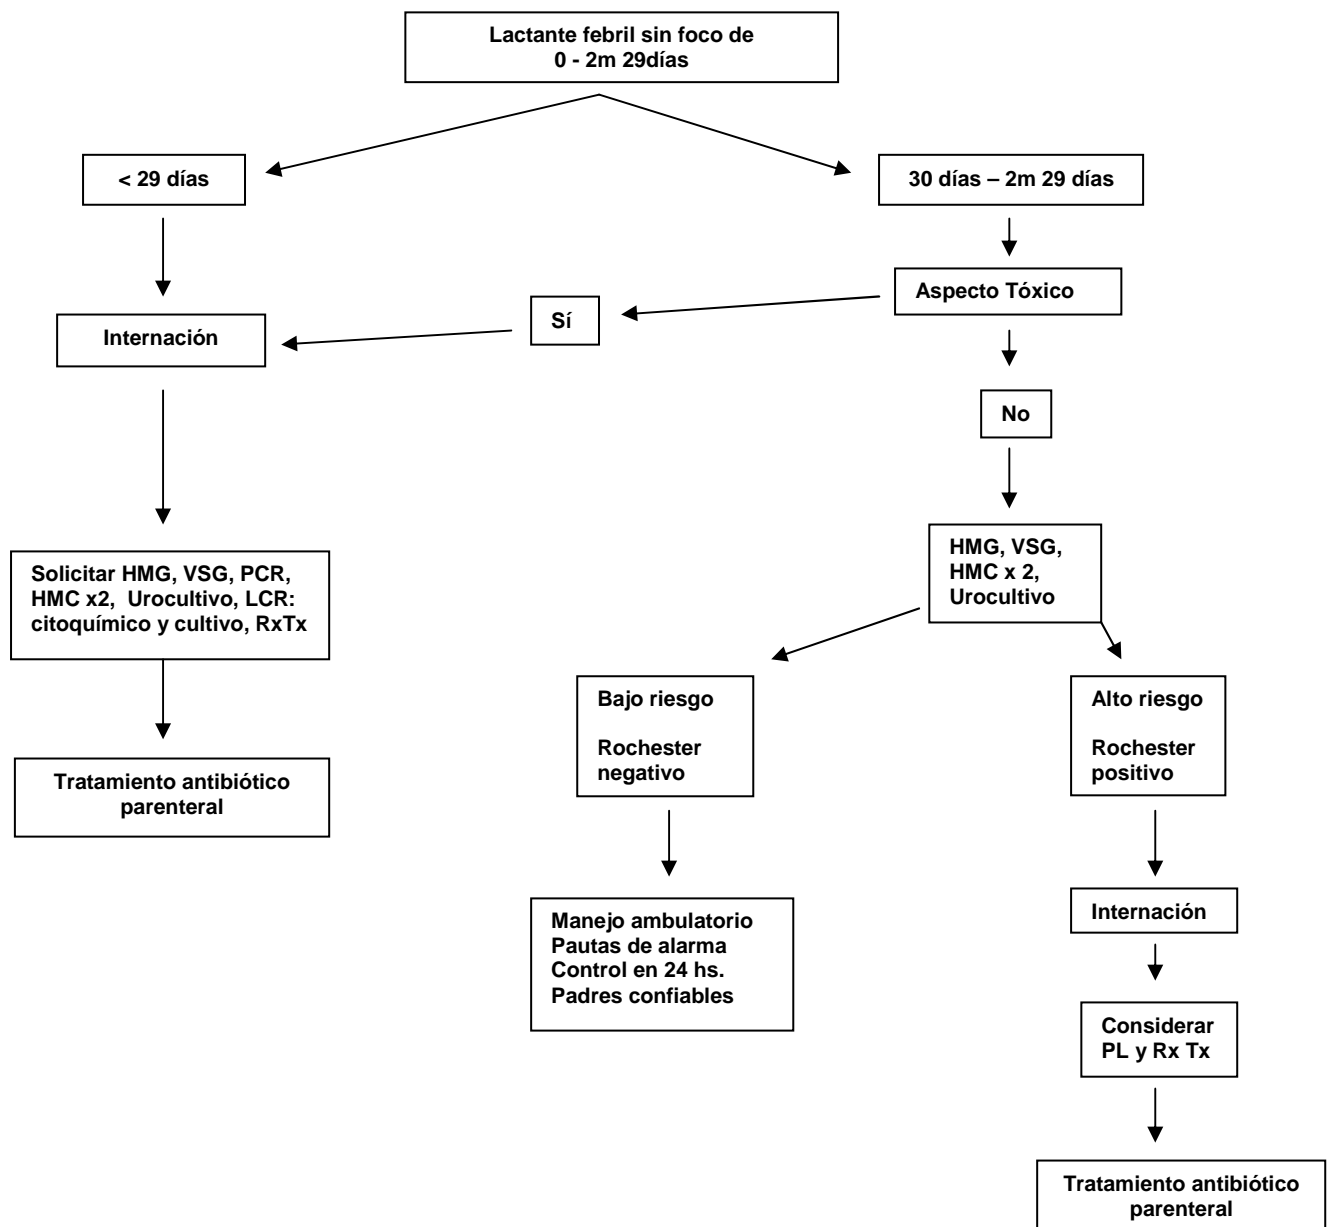 Lactante febril sin foco de
0 - 2m 29días
< 29 días
30 días – 2m 29 días
Aspecto Tóxico
Sí
Internación
No
HMG, VSG,
HMC x 2,
Urocultivo
Solicitar HMG, VSG, PCR,
HMC x2, Urocultivo, LCR:
citoquímico y cultivo, RxTx
Bajo riesgo
Rochester
negativo
Alto riesgo
Rochester
positivo
Tratamiento antibiótico
parenteral
Manejo ambulatorio
Pautas de alarma
Control en 24 hs.
Padres confiables
Internación
Considerar
PL y Rx Tx
Tratamiento antibiótico
parenteral